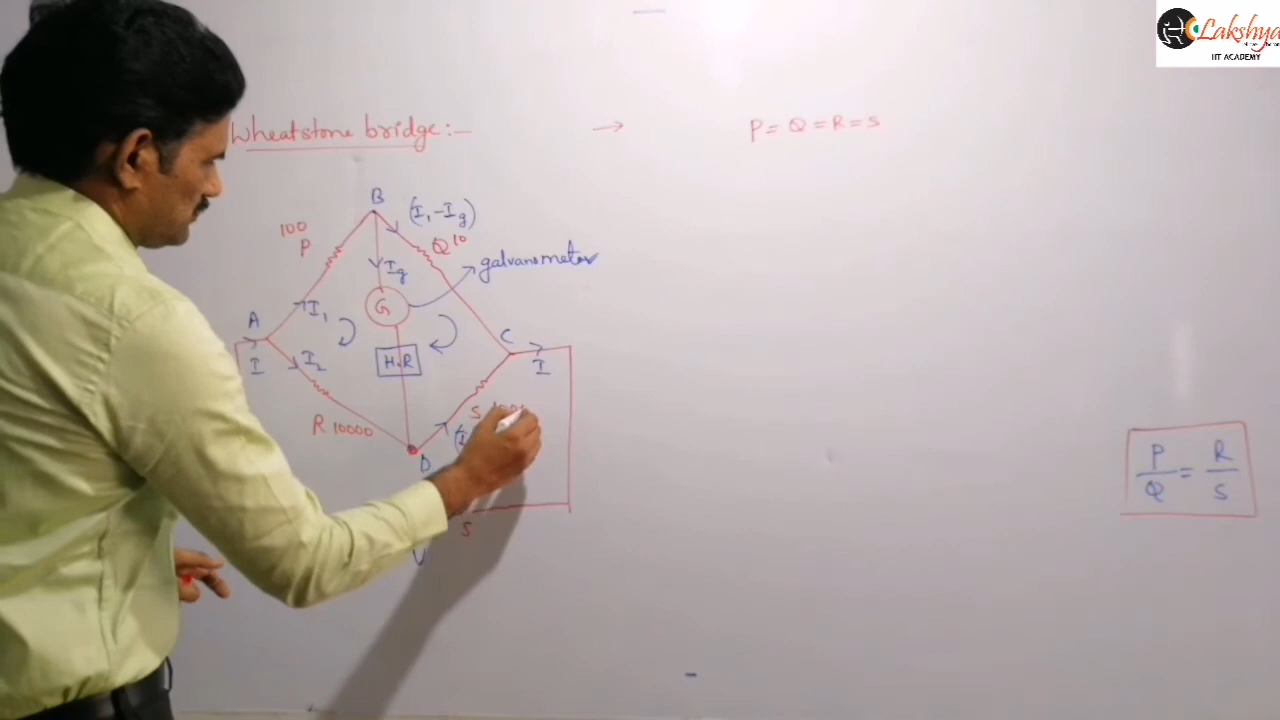 Lakshya
IIT ACADEMY
Wheatstone bridge:-
→ P = Q = R = S
B
(I₁-Ig)
100
P
Q 10
galvanometer
Ig
G
A
I₁
C
I
I₂
H.R
I
R 10000
S
D
S
V
P/Q = R/S